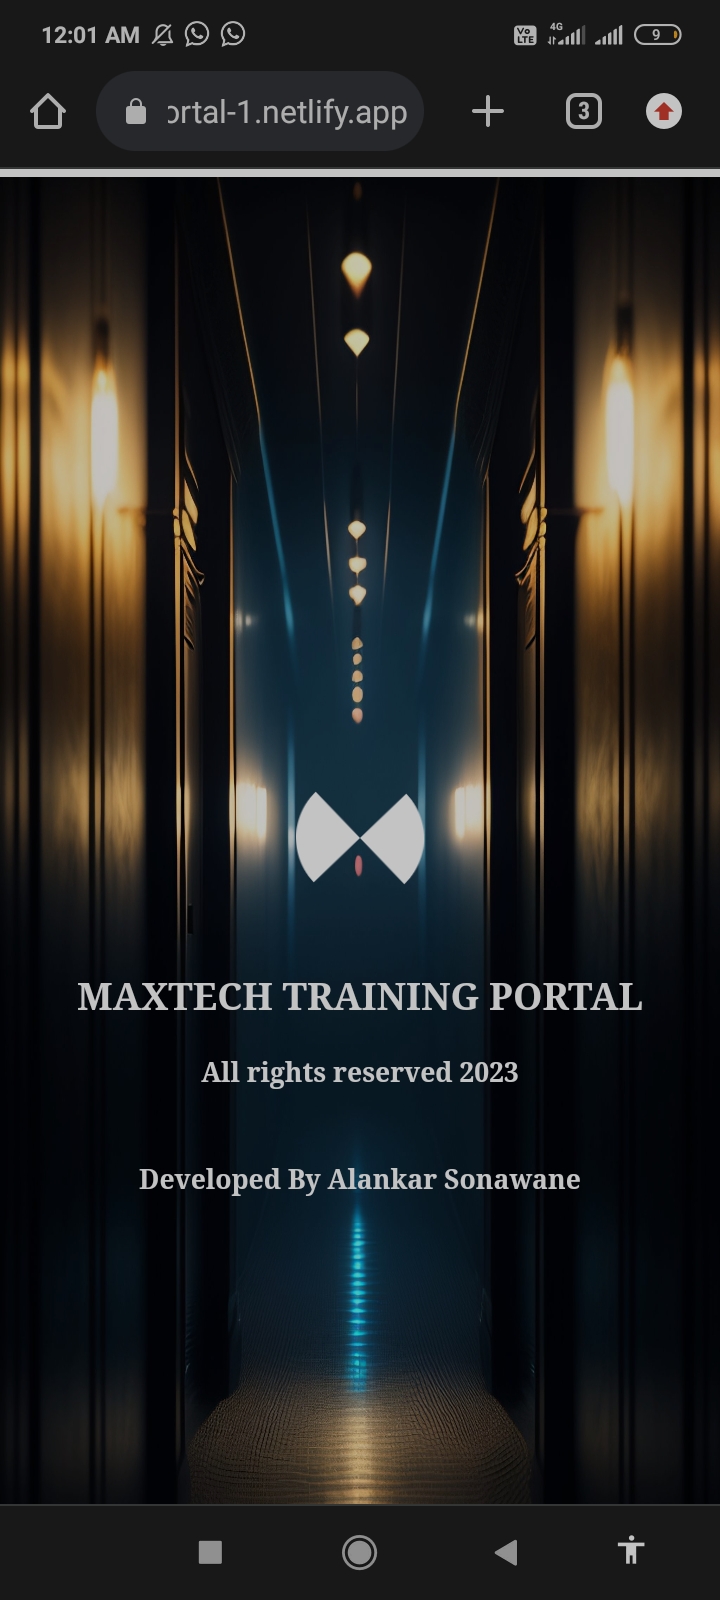 12:01 AM
Vo LTE
4G
9
ortal-1.netlify.app
3
MAXTECH TRAINING PORTAL
All rights reserved 2023
Developed By Alankar Sonawane